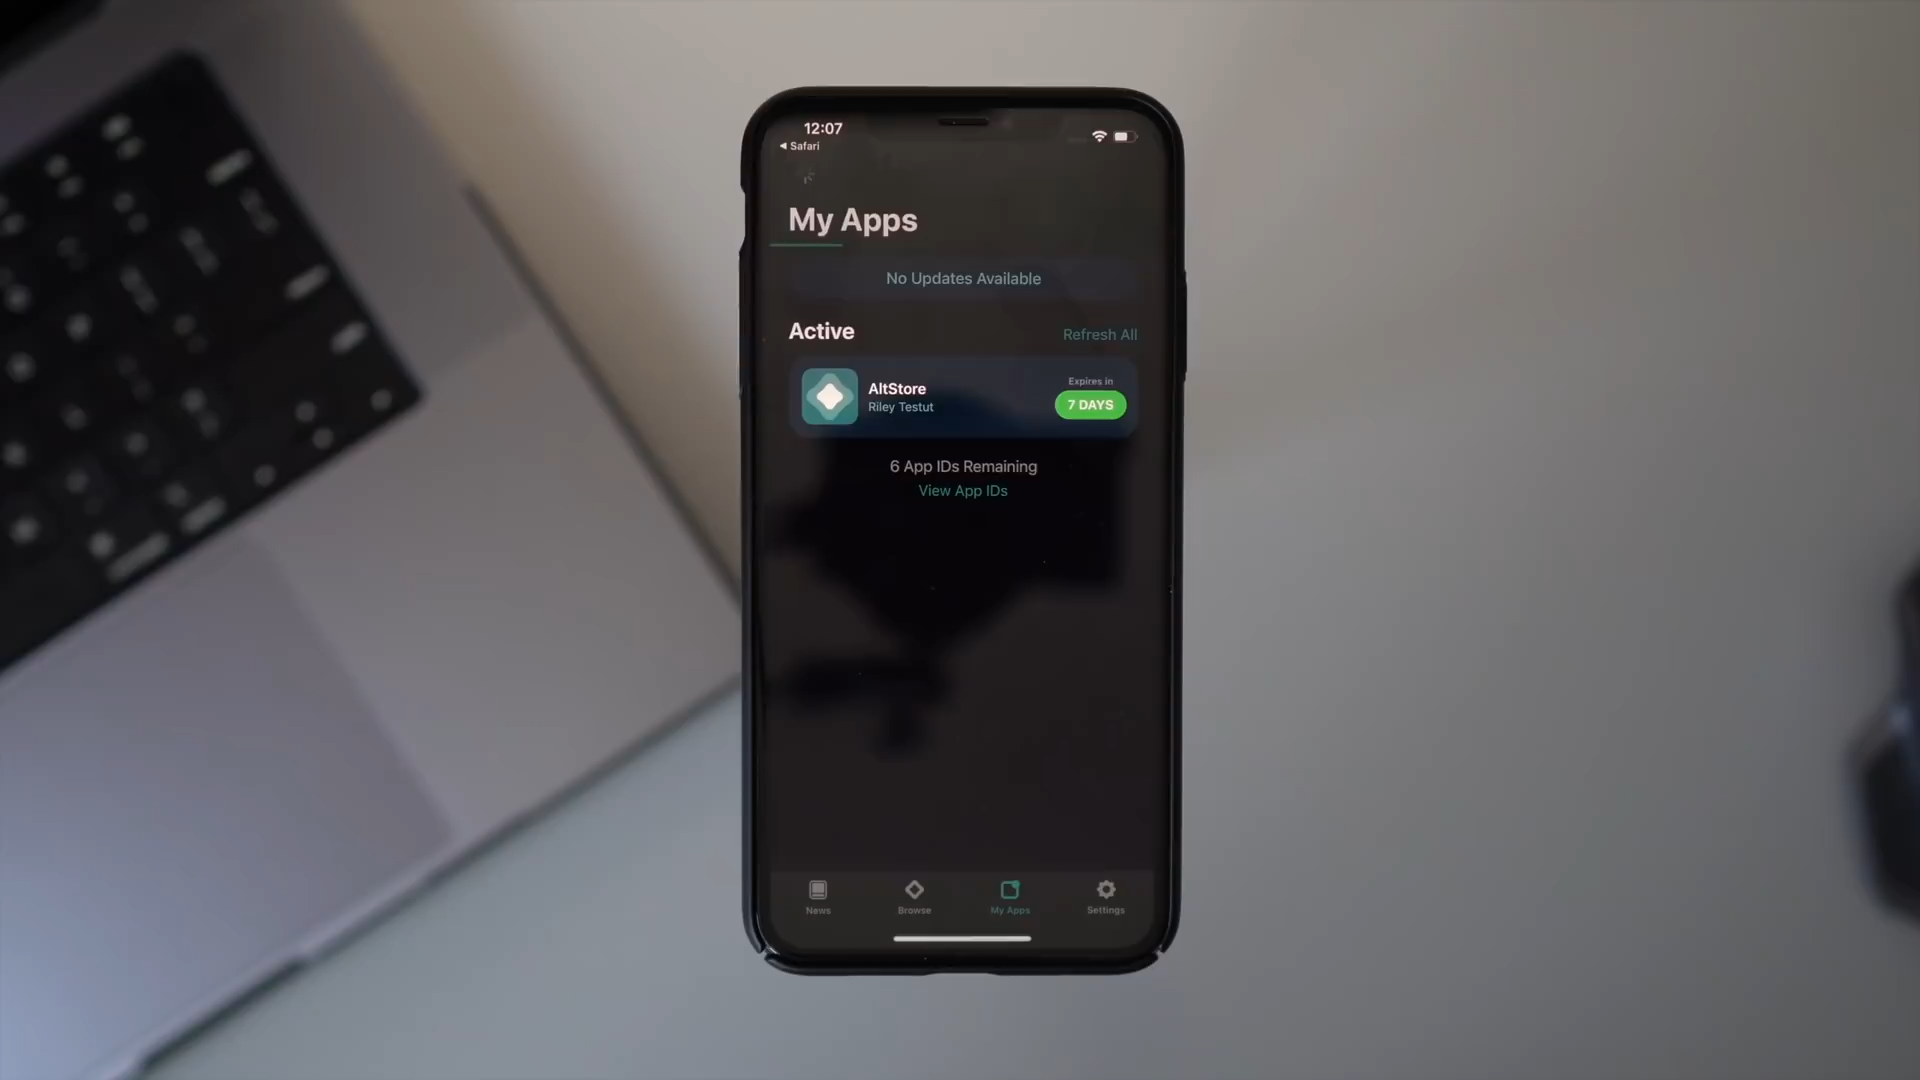 12:07
◀ Safari
My Apps
No Updates Available
Active
Refresh All
AltStore
Riley Testut
Expires in
7 DAYS
6 App IDs Remaining
View App IDs
News
Browse
My Apps
Settings